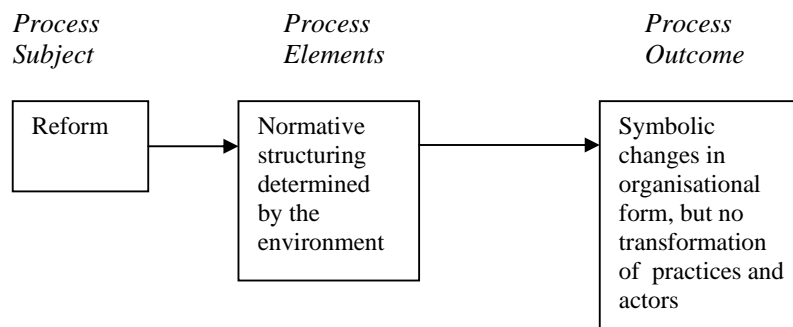 Process
Subject
Process
Elements
Process
Outcome
Reform
Normative
structuring
determined
by the
environment
Symbolic
changes in
organisational
form, but no
transformation
of practices and
actors